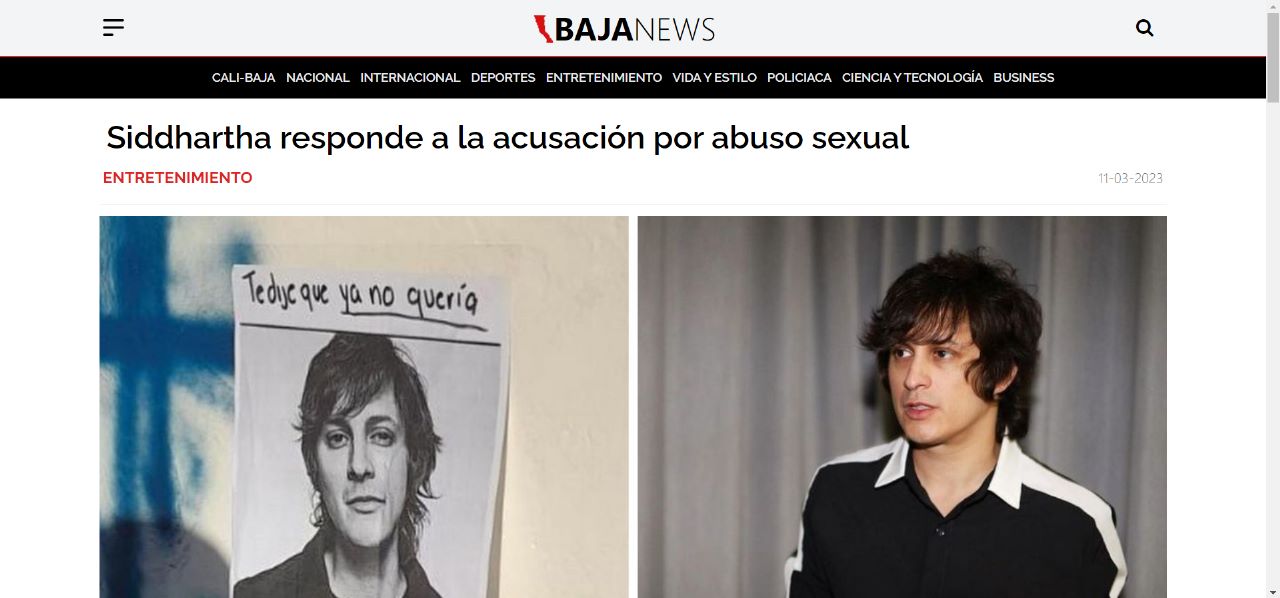 BAJANEWS
CALI-BAJA NACIONAL INTERNACIONAL DEPORTES ENTRETENIMIENTO VIDA Y ESTILO POLICIACA CIENCIA Y TECNOLOGÍA BUSINESS
Siddhartha responde a la acusación por abuso sexual
ENTRETENIMIENTO 11-03-2023
Te dije que ya no quería